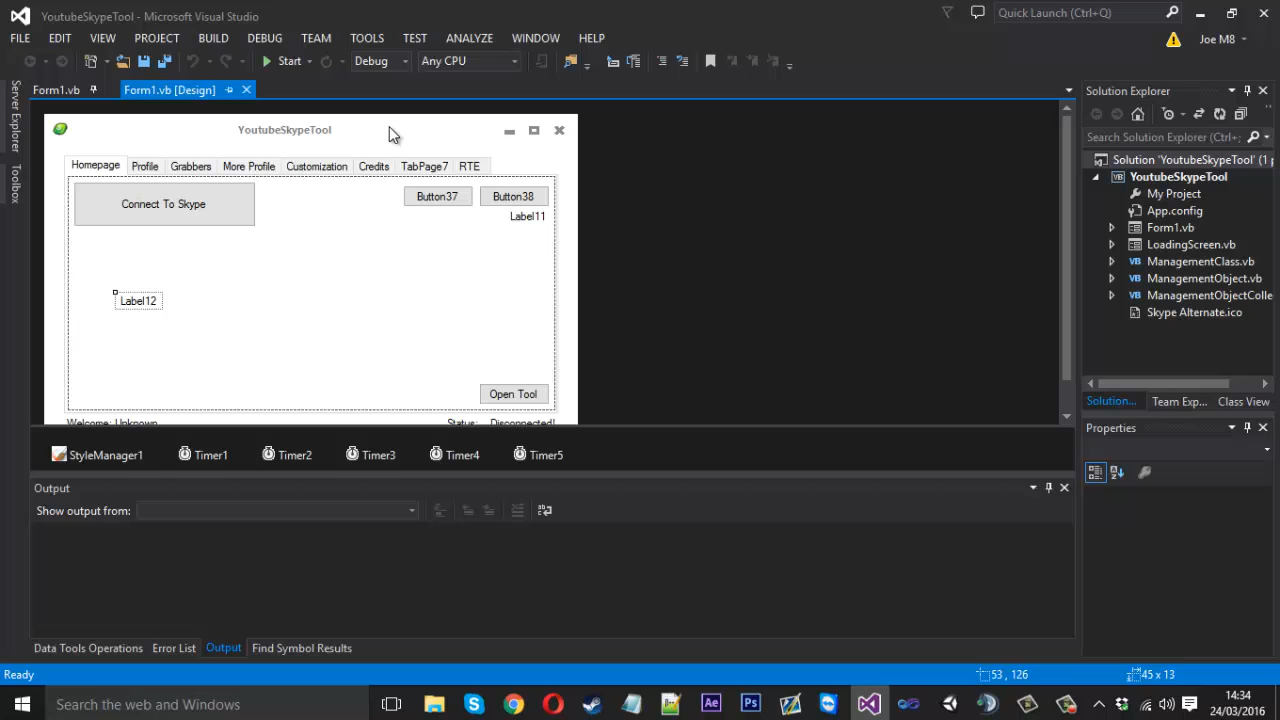 YoutubeSkypeTool - Microsoft Visual Studio
Quick Launch (Ctrl+Q)
FILE EDIT VIEW PROJECT BUILD DEBUG TEAM TOOLS TEST ANALYZE WINDOW HELP
Joe M8
Start Debug Any CPU
Server Explorer
Toolbox
Form1.vb
Form1.vb [Design]
YoutubeSkypeTool
Homepage Profile Grabbers More Profile Customization Credits TabPage7 RTE
Connect To Skype
Button37
Button38
Label11
Label12
Open Tool
Welcome: Unknown
Status: Disconnected!
StyleManager1 Timer1 Timer2 Timer3 Timer4 Timer5
Output
Show output from:
Data Tools Operations Error List Output Find Symbol Results
Solution Explorer
Search Solution Explorer (Ctrl+
Solution 'YoutubeSkypeTool' (1 p
YoutubeSkypeTool
My Project
App.config
Form1.vb
LoadingScreen.vb
ManagementClass.vb
ManagementObject.vb
ManagementObjectColle
Skype Alternate.ico
Solution... Team Exp... Class View
Properties
Ready
53 , 126
45 x 13
Search the web and Windows
14:34
24/03/2016